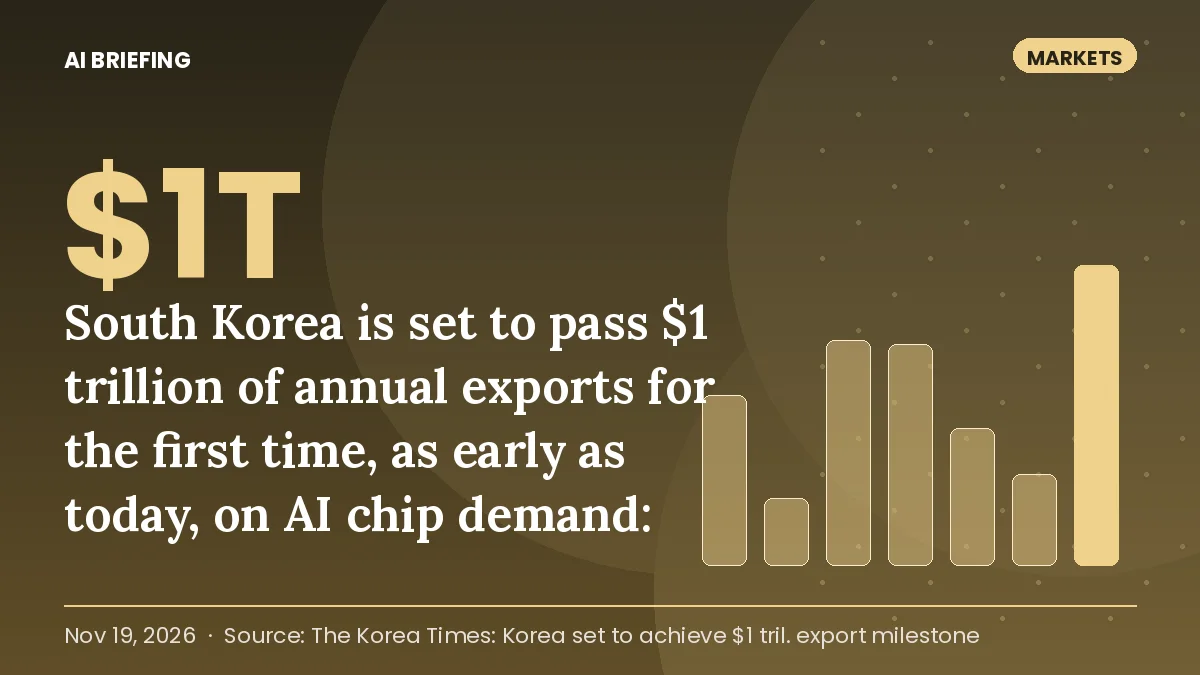 AI BRIEFING
MARKETS
$1T
South Korea is set to pass $1
trillion of annual exports for
the first time, as early as
today, on AI chip demand:
Nov 19, 2026 · Source: The Korea Times: Korea set to achieve $1 tril. export milestone